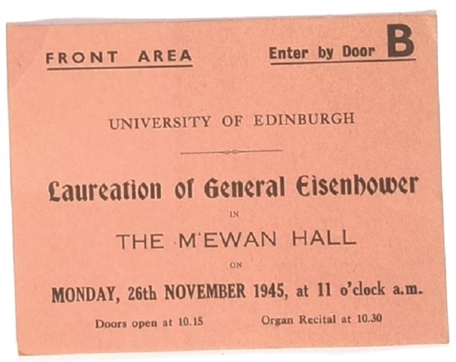 FRONT AREA Enter by Door B
UNIVERSITY OF EDINBURGH
Laureation of General Eisenhower
IN
THE M'EWAN HALL
ON
MONDAY, 26th NOVEMBER 1945, at 11 o'clock a.m.
Doors open at 10.15 Organ Recital at 10.30